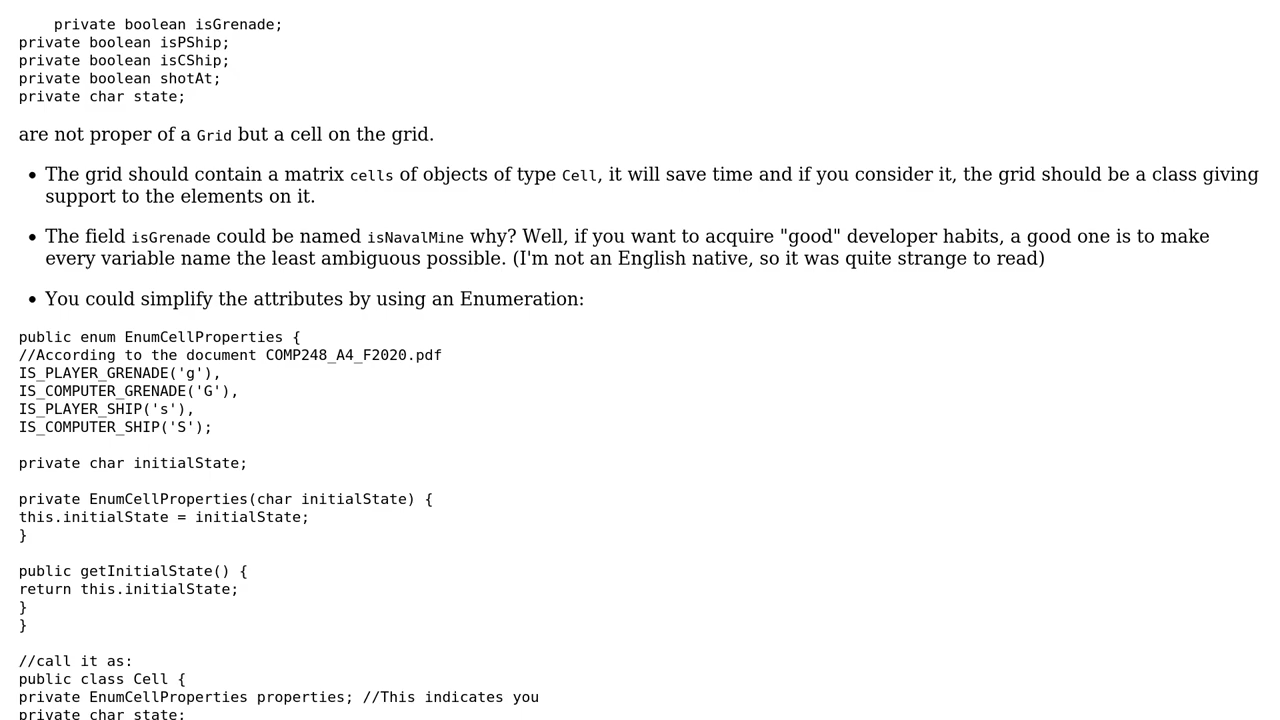 private boolean isGrenade;
private boolean isPShip;
private boolean isCShip;
private boolean shotAt;
private char state;
are not proper of a Grid but a cell on the grid.
• The grid should contain a matrix cells of objects of type Cell, it will save time and if you consider it, the grid should be a class giving
support to the elements on it.
• The field isGrenade could be named isNavalMine why? Well, if you want to acquire "good" developer habits, a good one is to make
every variable name the least ambiguous possible. (I'm not an English native, so it was quite strange to read)
• You could simplify the attributes by using an Enumeration:
public enum EnumCellProperties {
//According to the document COMP248_A4_F2020.pdf
IS_PLAYER_GRENADE('g'),
IS_COMPUTER_GRENADE('G'),
IS_PLAYER_SHIP('s'),
IS_COMPUTER_SHIP('S');
private char initialState;
private EnumCellProperties(char initialState) {
this.initialState = initialState;
}
public getInitialState() {
return this.initialState;
}
}
//call it as:
public class Cell {
private EnumCellProperties properties; //This indicates you
private char state;